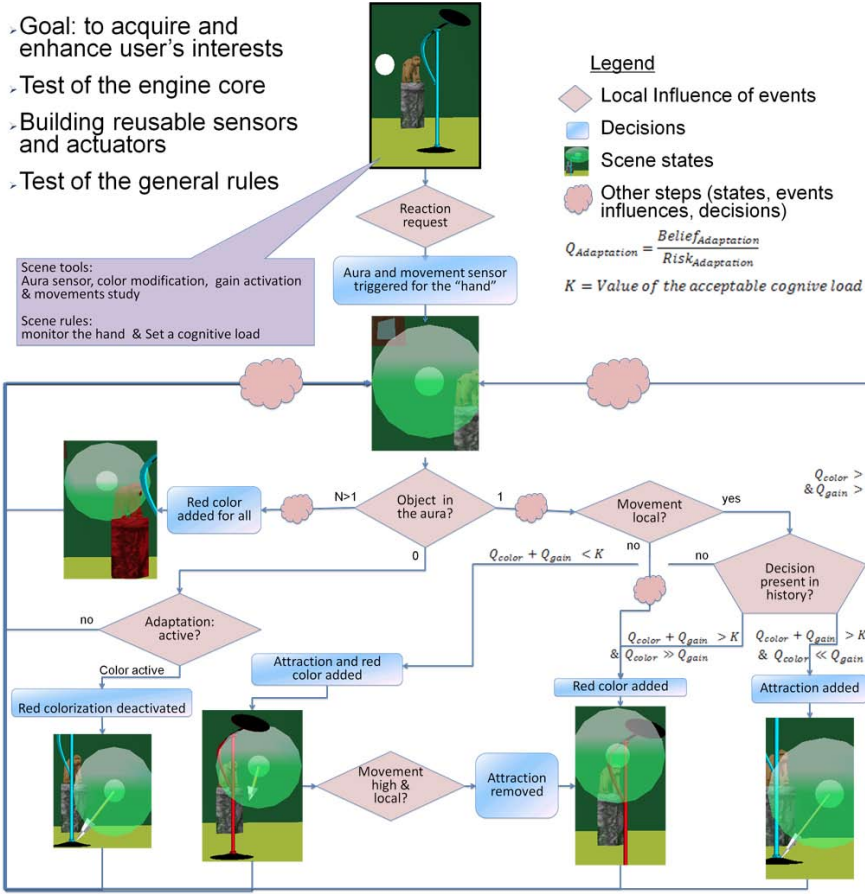 Goal: to acquire and
enhance user's interests
Test of the engine core
Building reusable sensors
and actuators
Test of the general rules
Legend
Local Influence of events
Decisions
Scene states
Other steps (states, events
influences, decisions)
Q_Adaptation = Belief_Adaptation / Risk_Adaptation
K = Value of the acceptable cognive load
Scene tools:
Aura sensor, color modification, gain activation
& movements study
Scene rules:
monitor the hand & Set a cognitive load
Reaction
request
Aura and movement sensor
triggered for the "hand"
Red color
added for all
N>1
Object in
the aura?
1
0
Movement
local?
yes
no
Q_color >
& Q_gain >
Q_color + Q_gain < K
no
Decision
present in
history?
Adaptation:
active?
no
Color active
Attraction and red
color added
Q_color + Q_gain > K
& Q_color ≫ Q_gain
Q_color + Q_gain > K
& Q_color ≪ Q_gain
Red colorization deactivated
Red color added
Attraction added
Movement
high &
local?
Attraction
removed